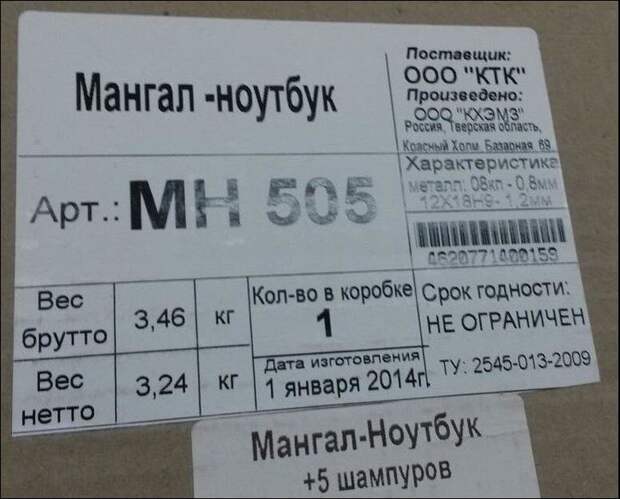 Мангал -ноутбук
Поставщик:
ООО "КТК"
Произведено:
ООО "КХЭМЗ"
Россия, Тверская область,
Красный Холм, Базарная 69
Арт.: МН 505
Характеристика
металл: 08кп - 0,8мм
12Х18Н9- 1,2мм
4620771400159
Вес брутто
3,46
кг
Кол-во в коробке
1
Срок годности:
НЕ ОГРАНИЧЕН
Вес нетто
3,24
кг
Дата изготовления
1 января 2014г.
ТУ: 2545-013-2009
Мангал-Ноутбук
+5 шампуров